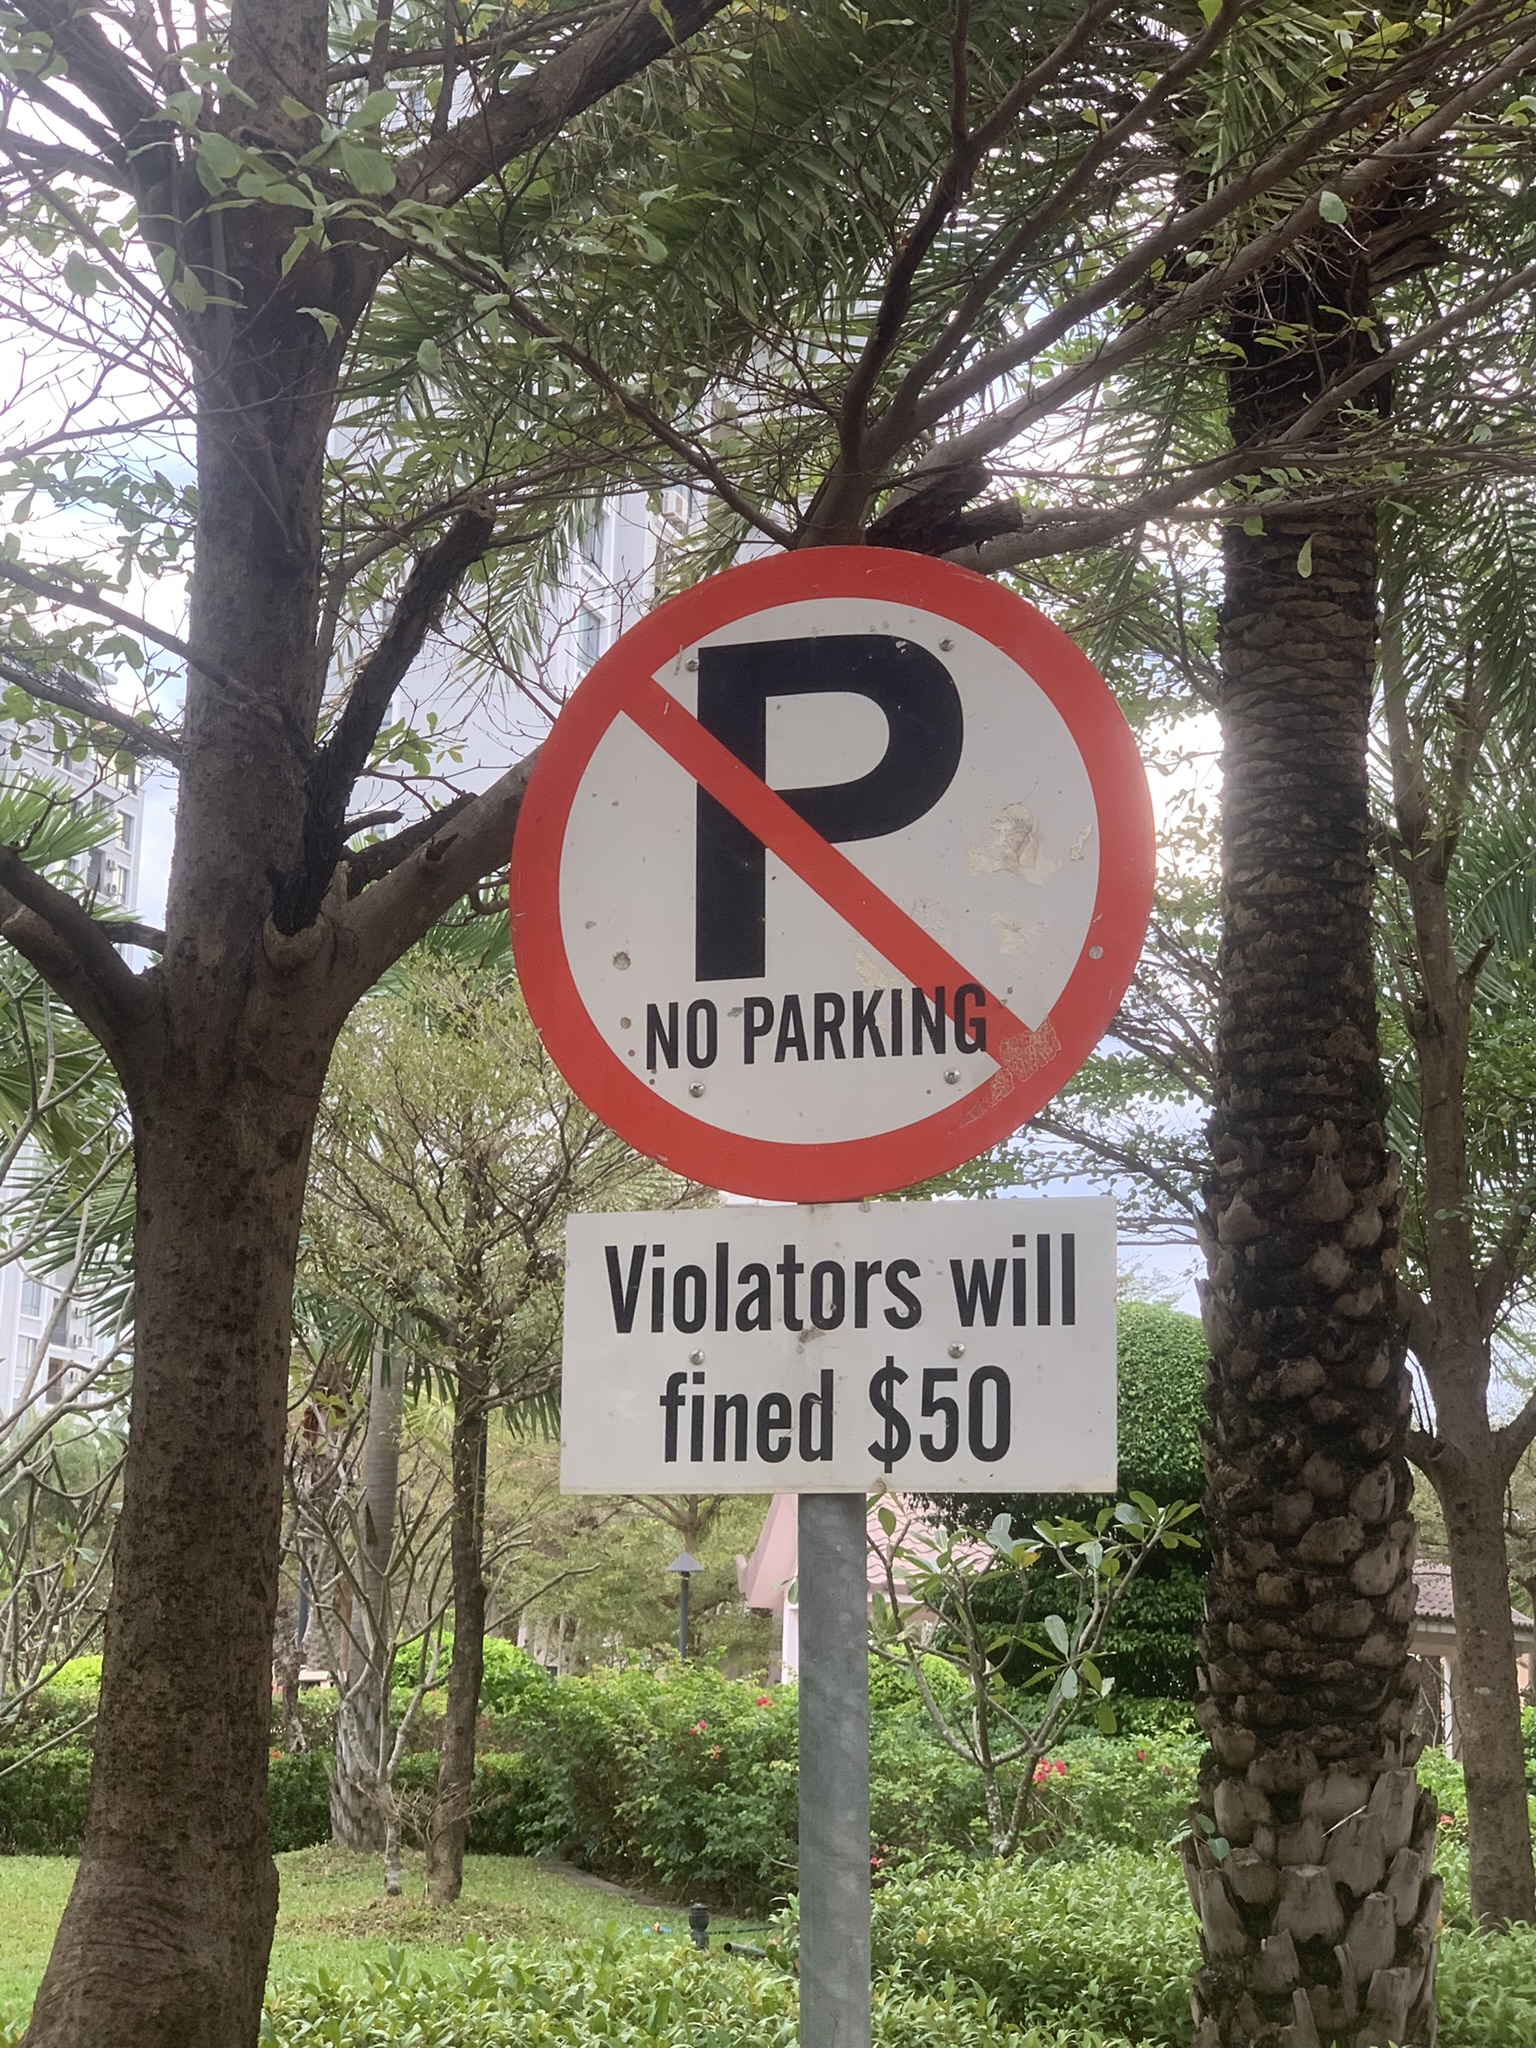 P
NO PARKING
Violators will
fined $50